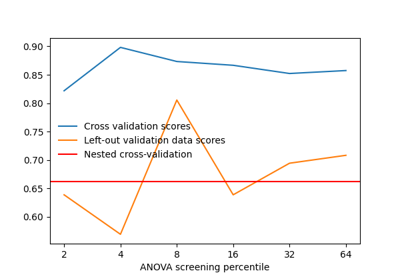 0.90
0.85
0.80
0.75
0.70
0.65
0.60
Cross validation scores
Left-out validation data scores
Nested cross-validation
2 4 8 16 32 64
ANOVA screening percentile